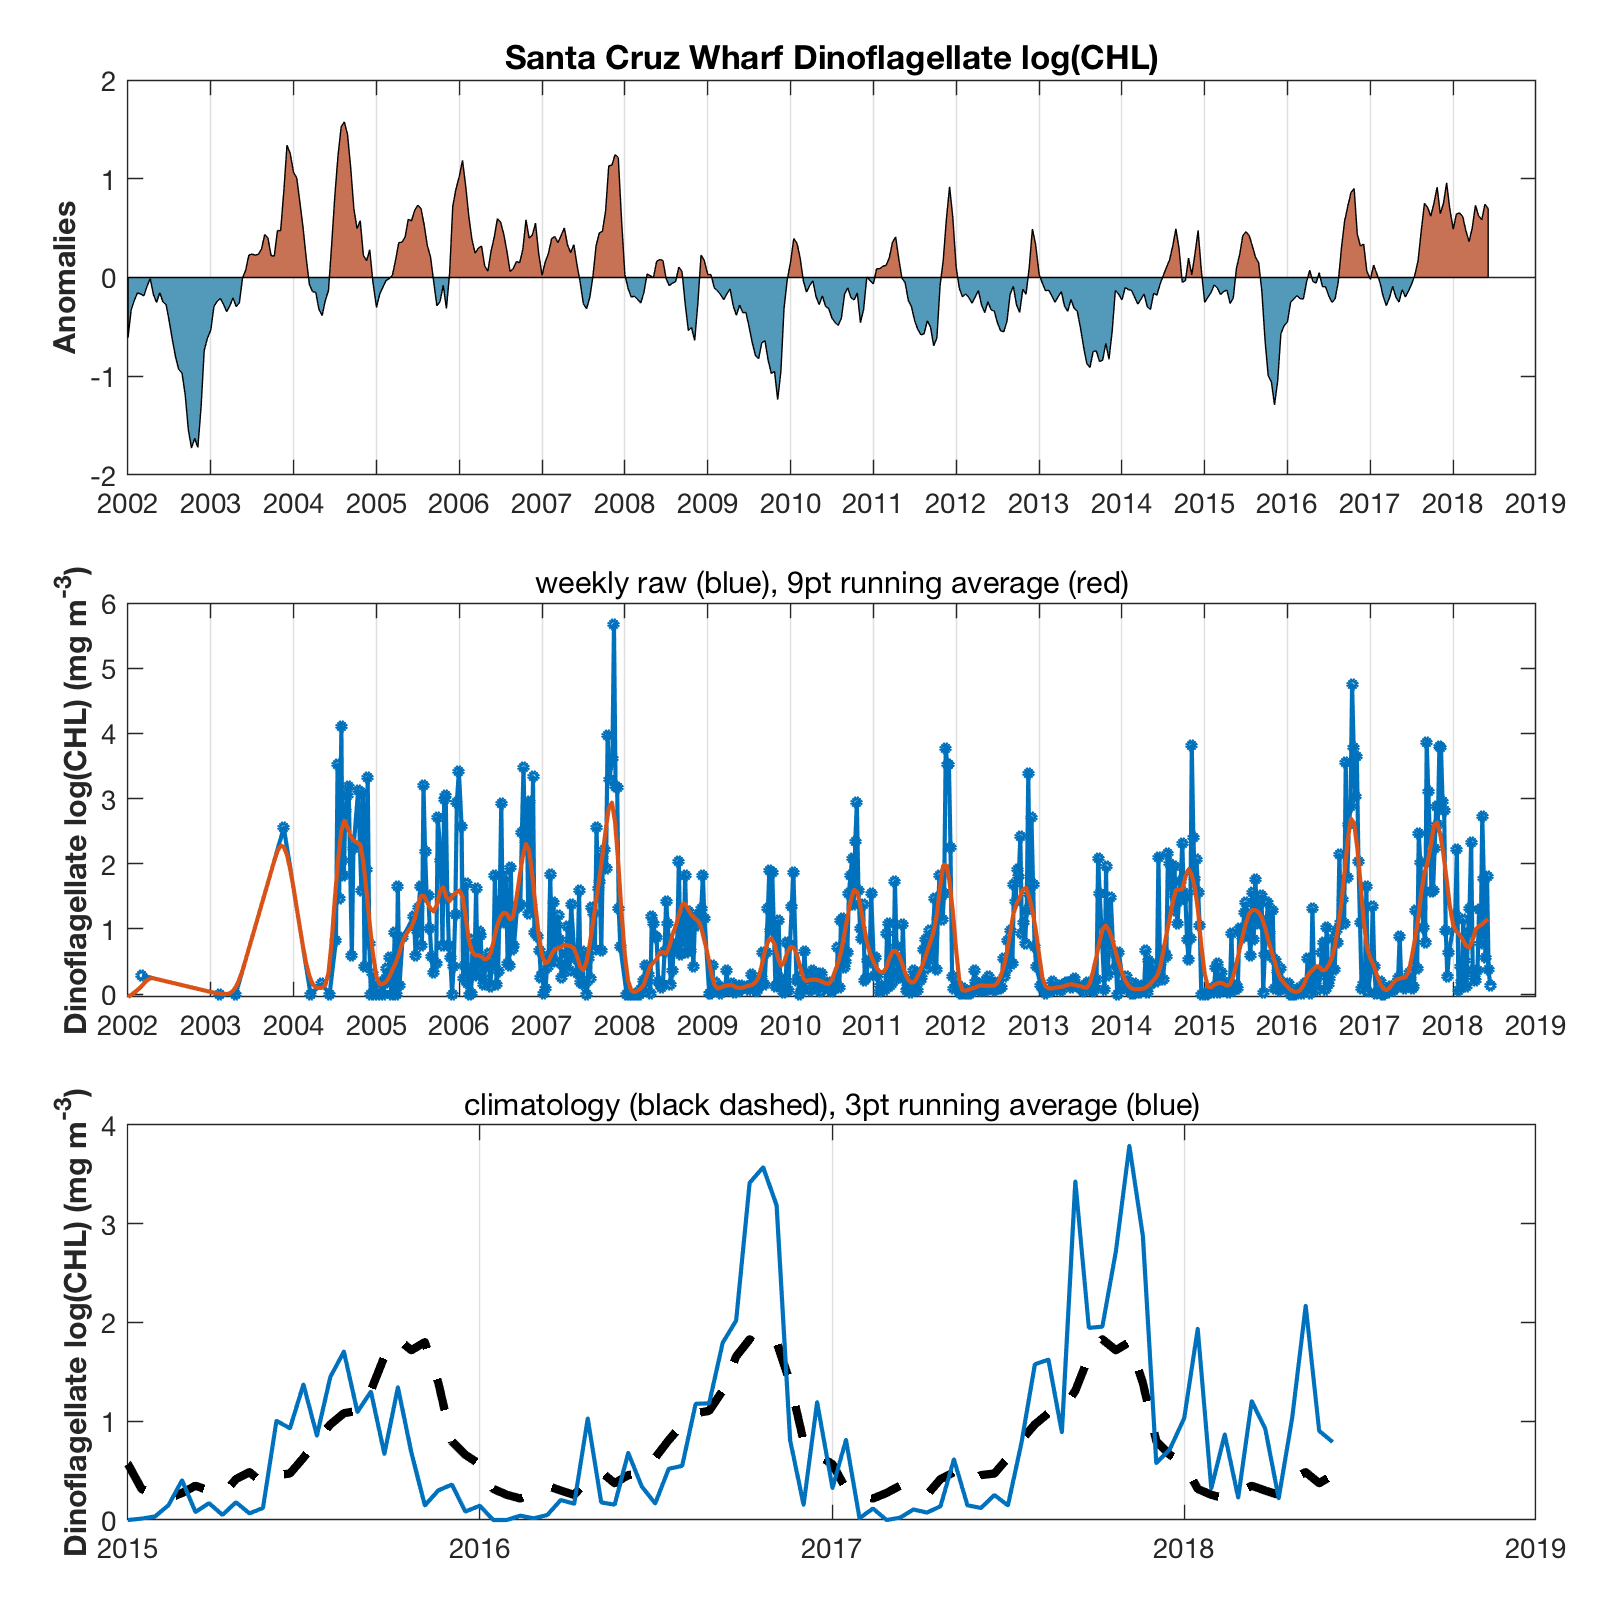 Santa Cruz Wharf Dinoflagellate log(CHL)
Anomalies
2
1
0
-1
-2
2002 2003 2004 2005 2006 2007 2008 2009 2010 2011 2012 2013 2014 2015 2016 2017 2018 2019
weekly raw (blue), 9pt running average (red)
Dinoflagellate log(CHL) (mg m⁻³)
6
5
4
3
2
1
0
2002 2003 2004 2005 2006 2007 2008 2009 2010 2011 2012 2013 2014 2015 2016 2017 2018 2019
climatology (black dashed), 3pt running average (blue)
Dinoflagellate log(CHL) (mg m⁻³)
4
3
2
1
0
2015 2016 2017 2018 2019